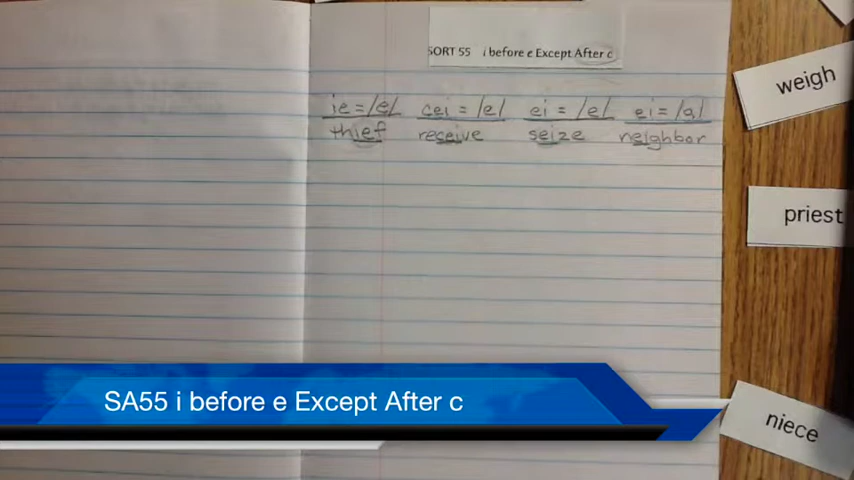 SORT 55 i before e Except After c
ie = /e/ cei = /e/ ei = /e/ ei = /a/
thief receive seize neighbor
weigh
priest
niece
SA55 i before e Except After c